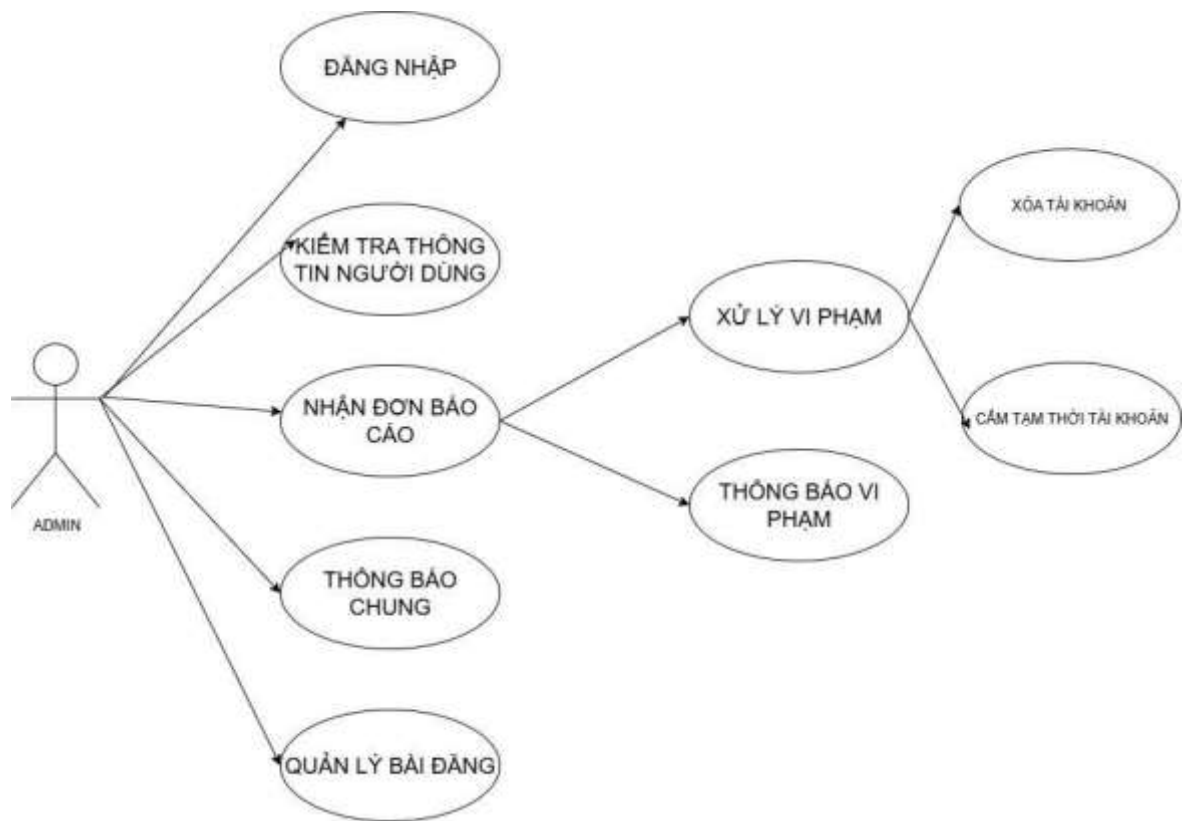 ĐĂNG NHẬP
KIỂM TRA THÔNG
TIN NGƯỜI DÙNG
NHẬN ĐƠN BÁO
CÁO
THÔNG BÁO
CHUNG
QUẢN LÝ BÀI ĐĂNG
ADMIN
XỬ LÝ VI PHẠM
THÔNG BÁO VI
PHẠM
XÓA TÀI KHOẢN
CẤM TẠM THỜI TÀI KHOẢN